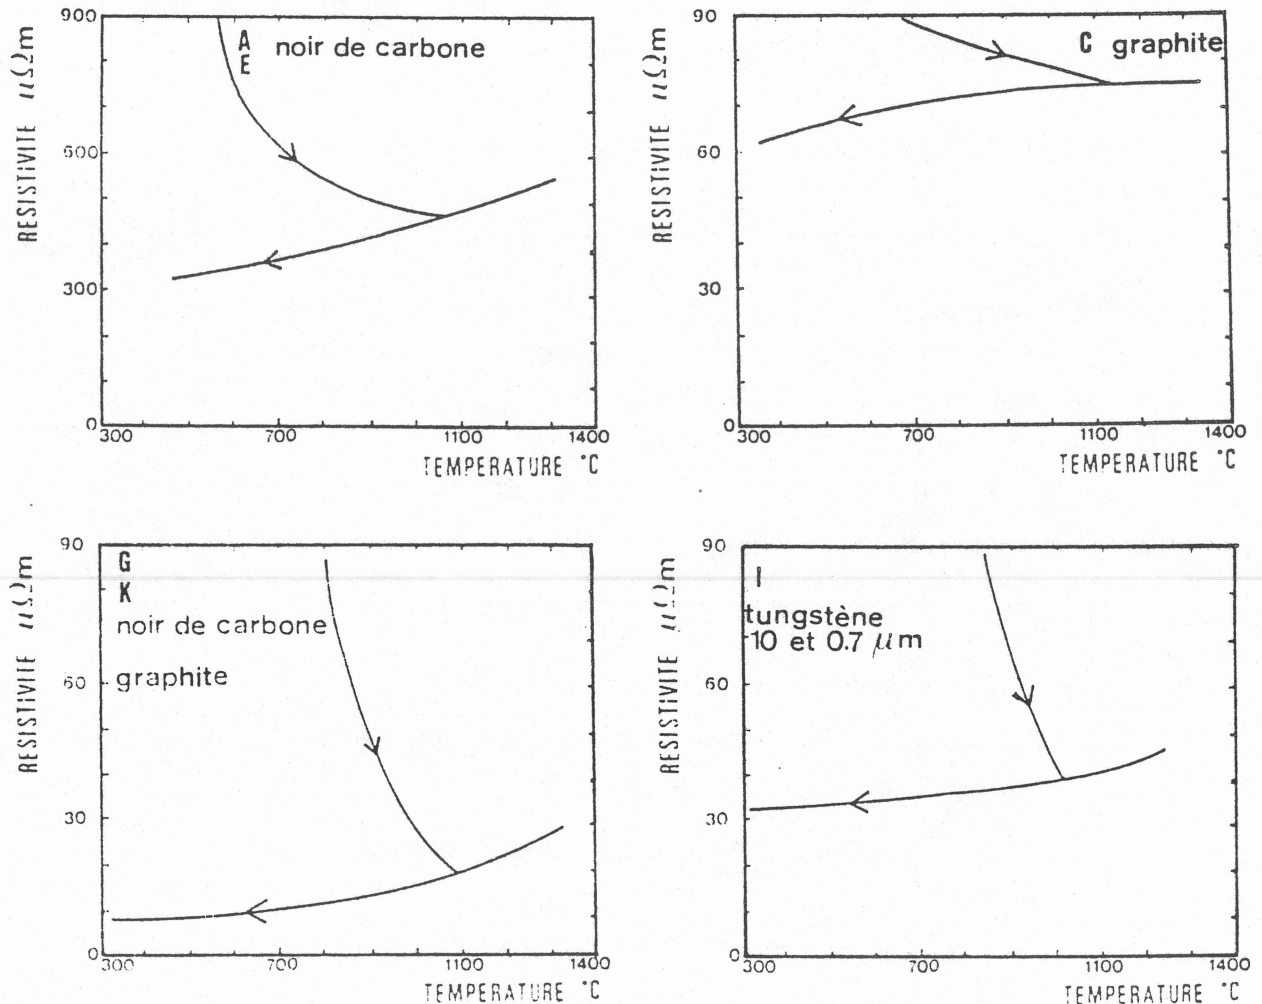 900
A
E
noir de carbone
600
300
0
RESISTIVITE µΩm
300
700
1100
1400
TEMPERATURE °C
90
C graphite
60
30
0
RESISTIVITE µΩm
300
700
1100
1400
TEMPERATURE °C
90
G
K
noir de carbone
graphite
60
30
0
RESISTIVITE µΩm
300
700
1100
1400
TEMPERATURE °C
90
I
tungstène
10 et 0.7 µm
60
30
0
RESISTIVITE µΩm
300
700
1100
1400
TEMPERATURE °C